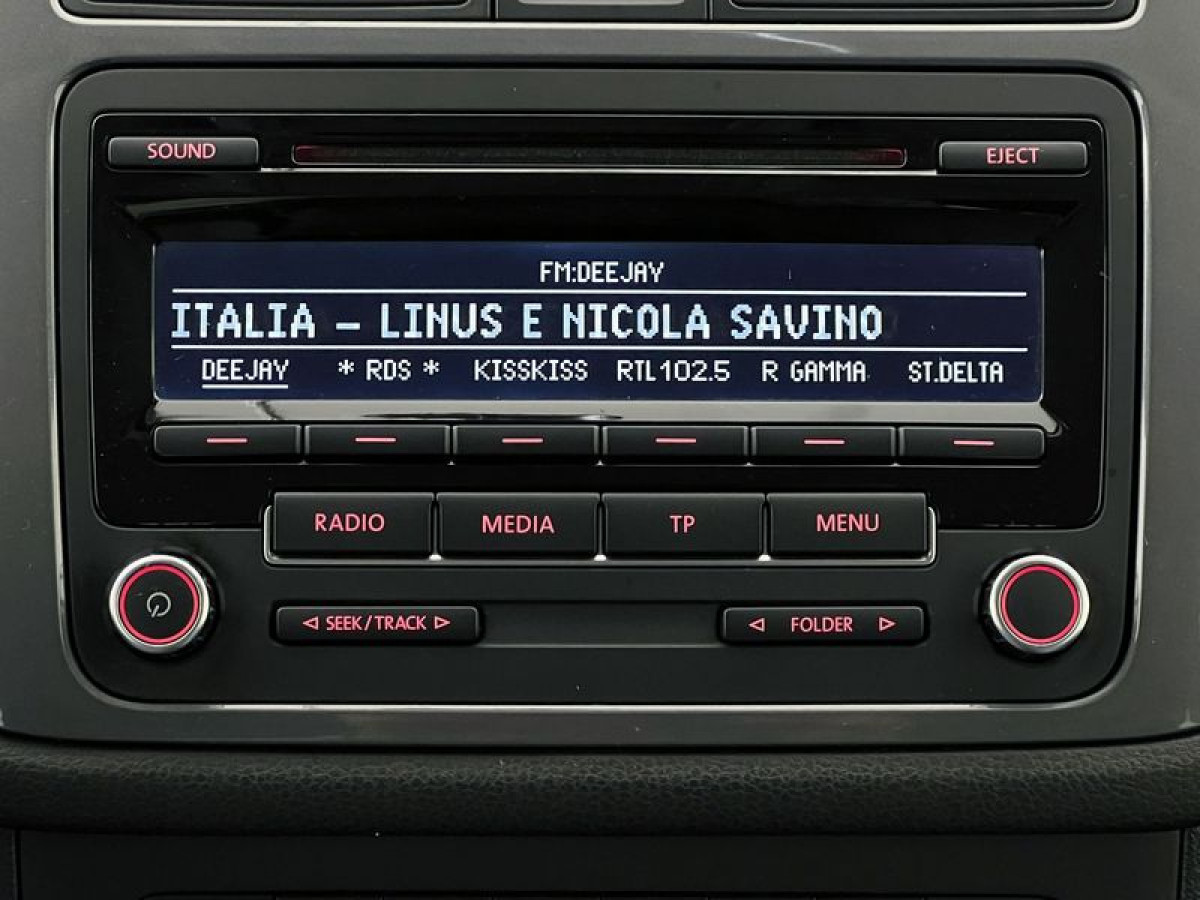 SOUND
EJECT
FM:DEEJAY
ITALIA - LINUS E NICOLA SAVINO
DEEJAY * RDS * KISSKISS RTL102.5 R GAMMA ST.DELTA
RADIO MEDIA TP MENU
SEEK/TRACK FOLDER